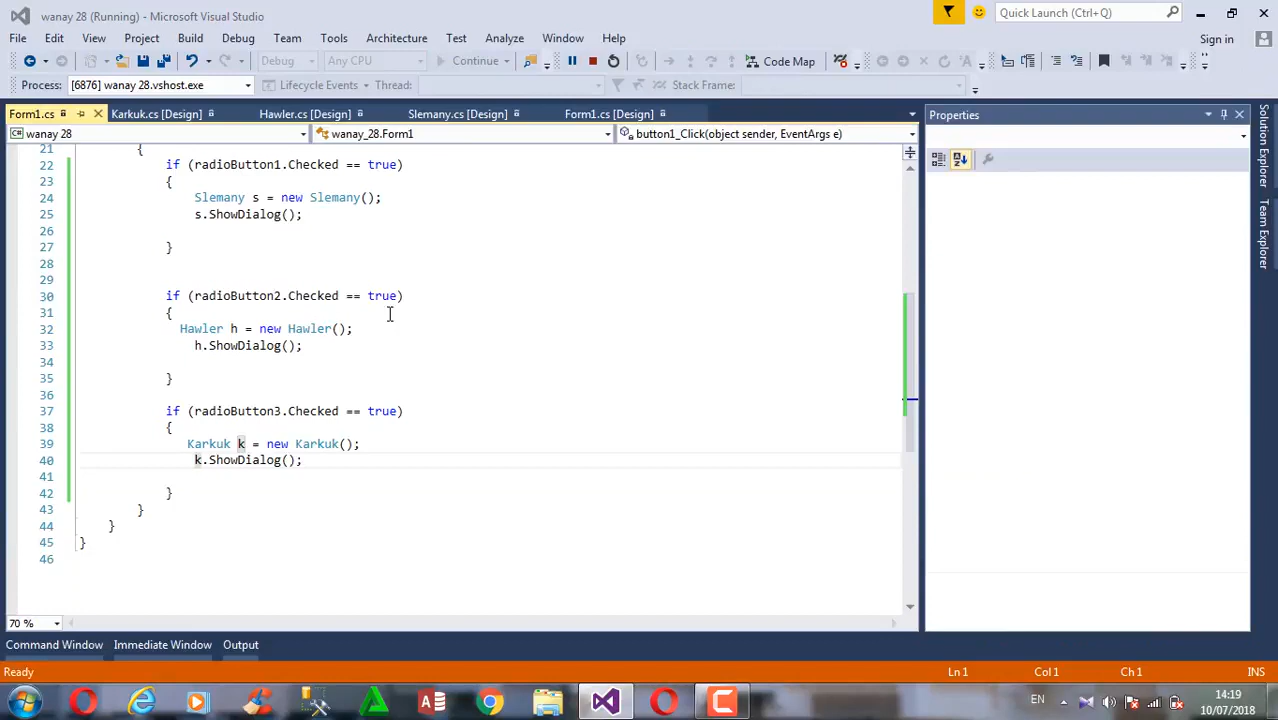 wanay 28 (Running) - Microsoft Visual Studio
Quick Launch (Ctrl+Q)
File Edit View Project Build Debug Team Tools Architecture Test Analyze Window Help
Sign in
Debug Any CPU Continue Code Map
Process: [6876] wanay 28.vshost.exe Lifecycle Events Thread: Stack Frame:
Form1.cs Karkuk.cs [Design] Hawler.cs [Design] Slemany.cs [Design] Form1.cs [Design]
Properties
wanay 28 wanay_28.Form1 button1_Click(object sender, EventArgs e)
21 {
22 if (radioButton1.Checked == true)
23 {
24 Slemany s = new Slemany();
25 s.ShowDialog();
26
27 }
28
29
30 if (radioButton2.Checked == true)
31 {
32 Hawler h = new Hawler();
33 h.ShowDialog();
34
35 }
36
37 if (radioButton3.Checked == true)
38 {
39 Karkuk k = new Karkuk();
40 k.ShowDialog();
41
42 }
43 }
44 }
45 }
46
70 %
Solution Explorer
Team Explorer
Command Window Immediate Window Output
Ready Ln 1 Col 1 Ch 1 INS
EN
14:19
10/07/2018